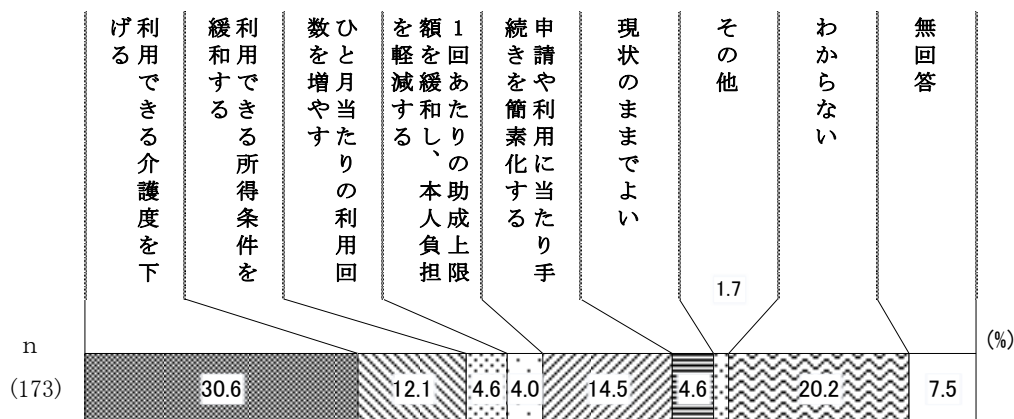 利用できる介護度を下
げる
利用できる所得条件を
緩和する
ひと月当たりの利用回
数を増やす
1回あたりの助成上限
額を緩和し、本人負担
を軽減する
申請や利用に当たり手
続きを簡素化する
現状のままでよい
その他
わからない
無回答
1.7
(%)
n
(173)
30.6
12.1
4.6
4.0
14.5
4.6
20.2
7.5